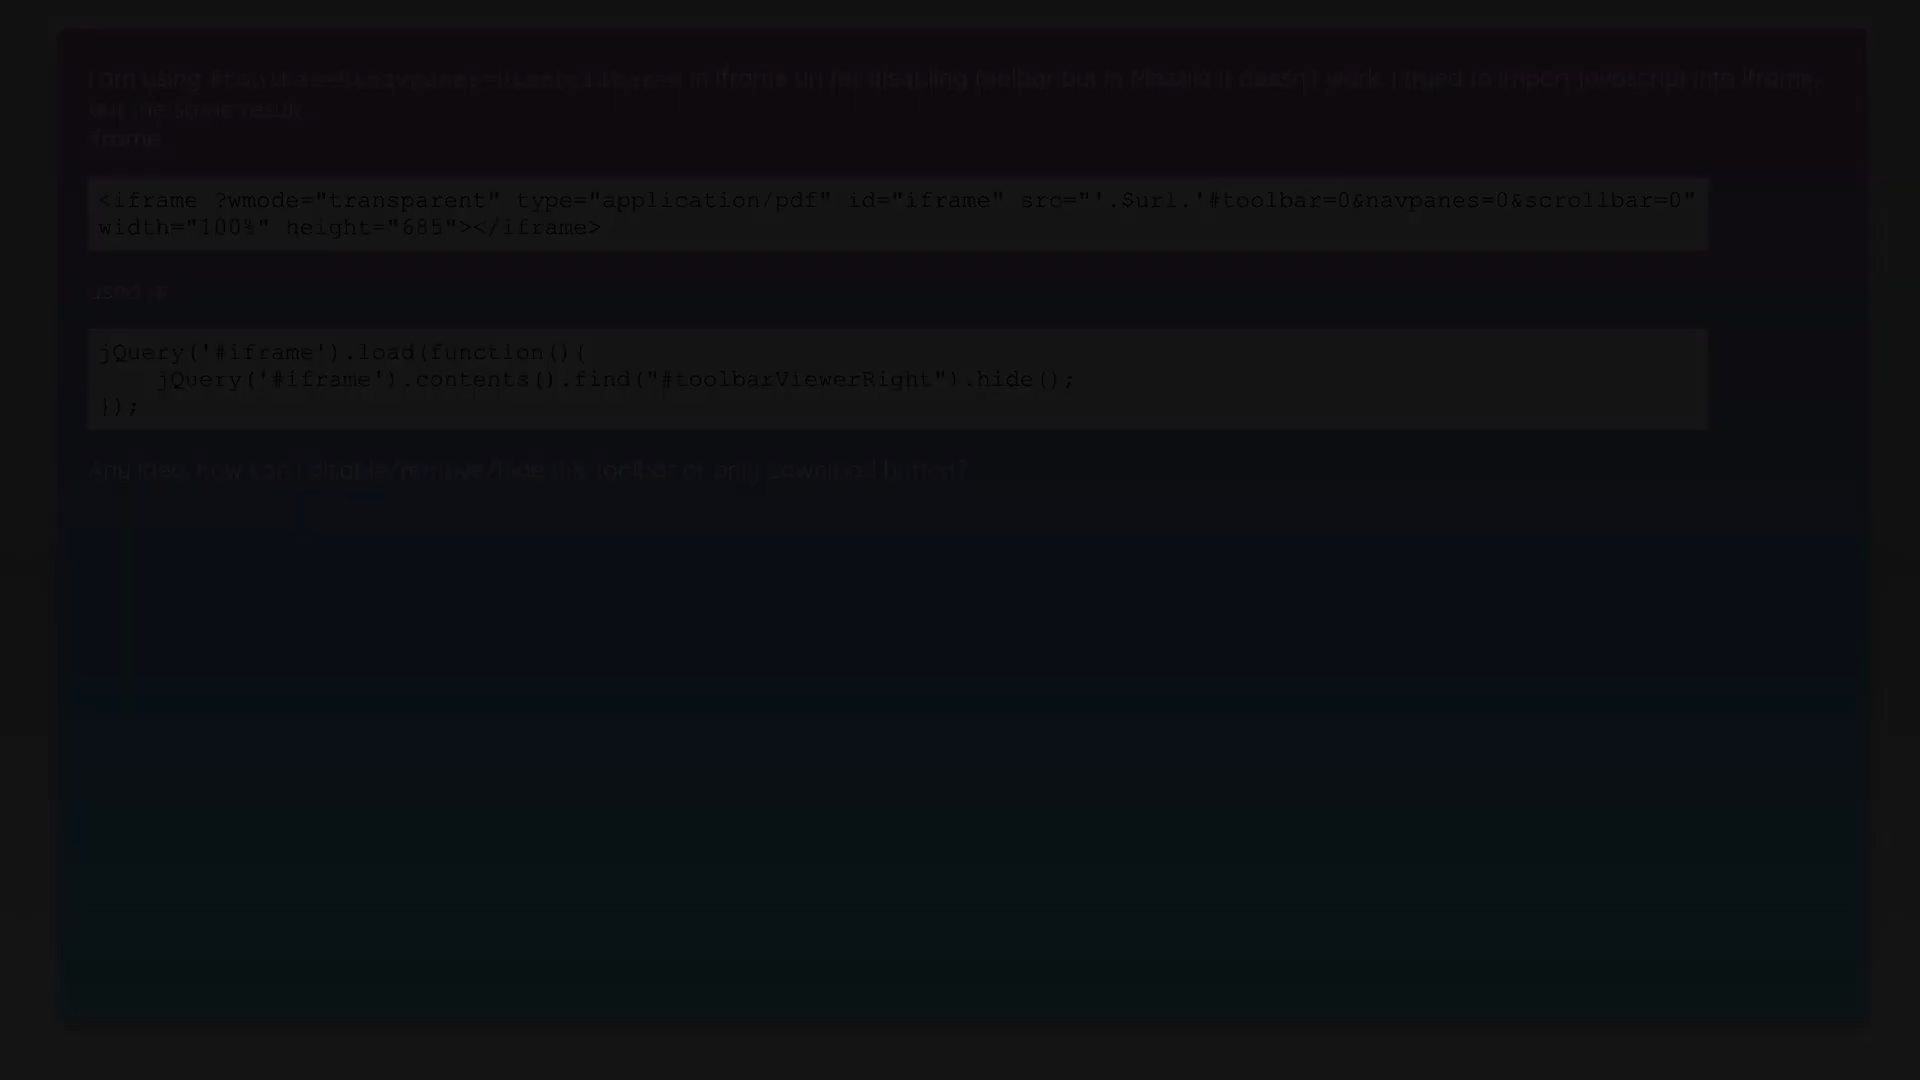 I am using #toolbar=0&navpanes=0&scrollbar=0 in iframe url for disabling toolbar but in Mozilla it doesn't work. I tryed to import javascript into iframe,
but the same result.
iframe
<iframe ?wmode="transparent" type="application/pdf" id="iframe" src="'.$url.'#toolbar=0&navpanes=0&scrollbar=0"
width="100%" height="685"></iframe>
used js
jQuery('#iframe').load(function(){
    jQuery('#iframe').contents().find("#toolbarViewerRight").hide();
});
Any idea, how can I disable/remove/hide this toolbar or only download button?